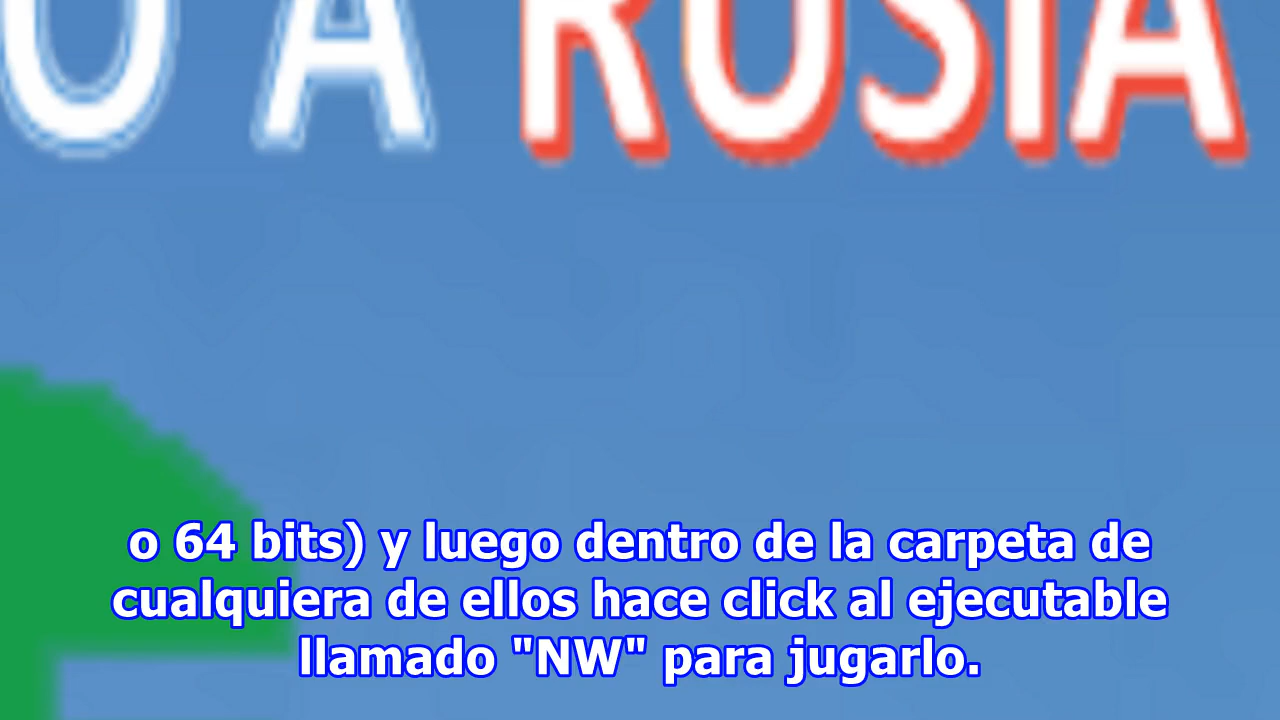 O A RUSIA
o 64 bits) y luego dentro de la carpeta de
cualquiera de ellos hace click al ejecutable
llamado "NW" para jugarlo.